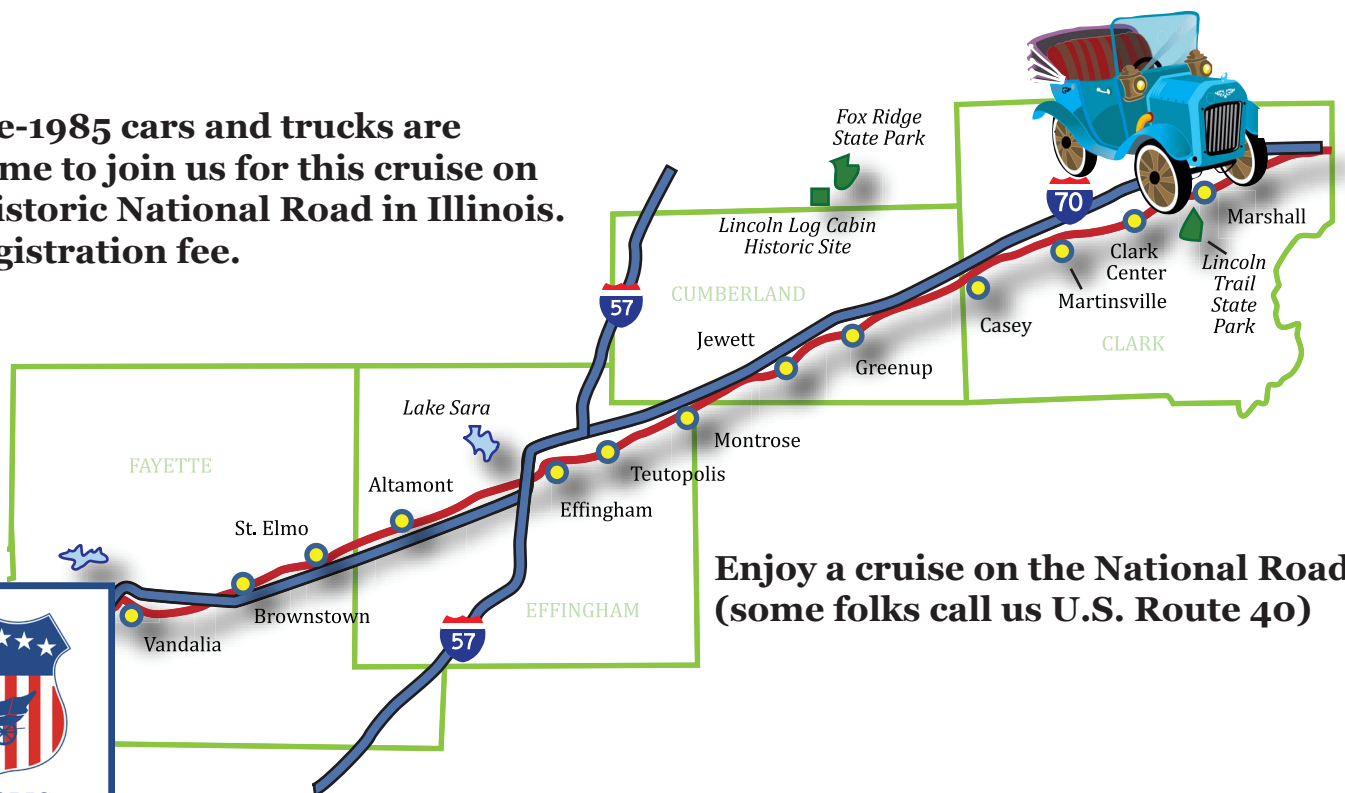 e-1985 cars and trucks are
me to join us for this cruise on
istoric National Road in Illinois.
gistration fee.
Fox Ridge
State Park
Lincoln Log Cabin
Historic Site
70
Marshall
Clark
Center
Lincoln
Trail
State
Park
Martinsville
57
CUMBERLAND
Casey
CLARK
Jewett
Greenup
Lake Sara
Montrose
FAYETTE
Teutopolis
Altamont
Effingham
St. Elmo
Enjoy a cruise on the National Road
(some folks call us U.S. Route 40)
EFFINGHAM
Brownstown
57
Vandalia